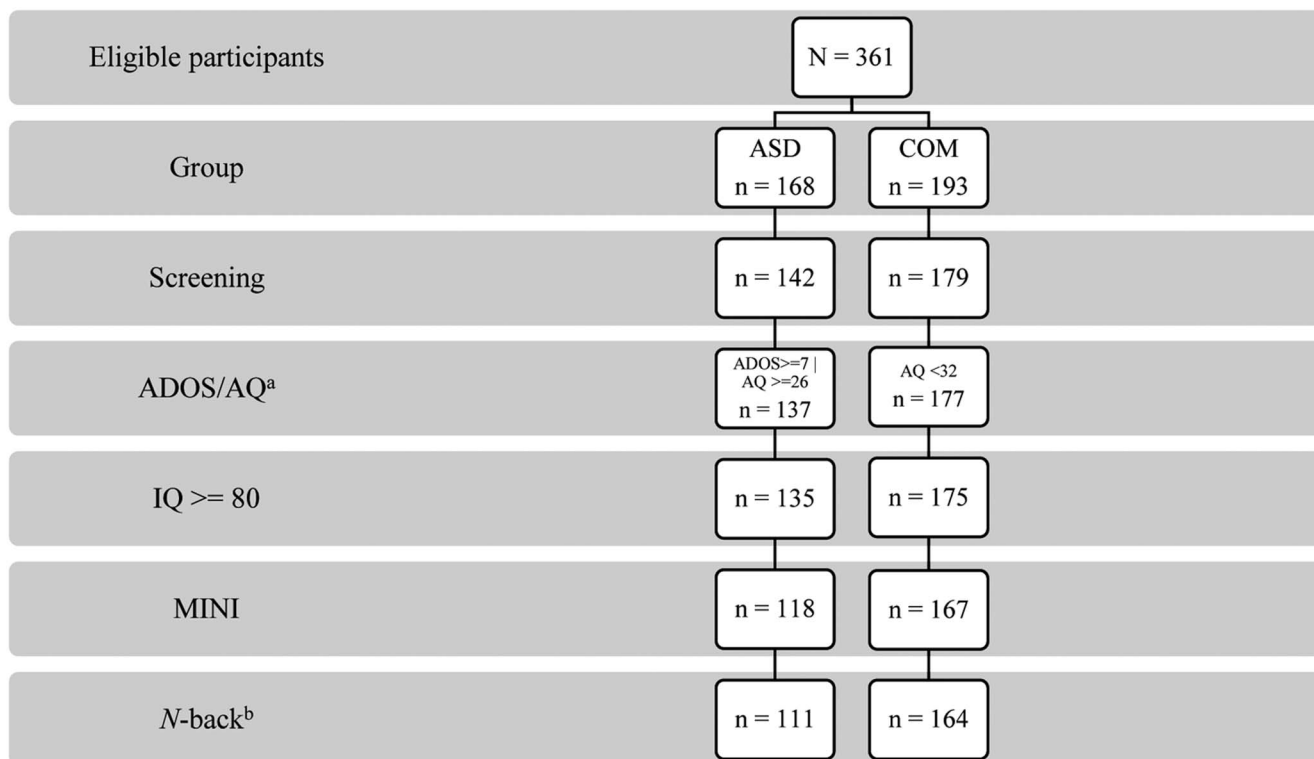 Eligible participants
N = 361
Group
ASD
n = 168
COM
n = 193
Screening
n = 142
n = 179
ADOS/AQᵃ
ADOS>=7 |
AQ >=26
n = 137
AQ <32
n = 177
IQ >= 80
n = 135
n = 175
MINI
n = 118
n = 167
N-backᵇ
n = 111
n = 164